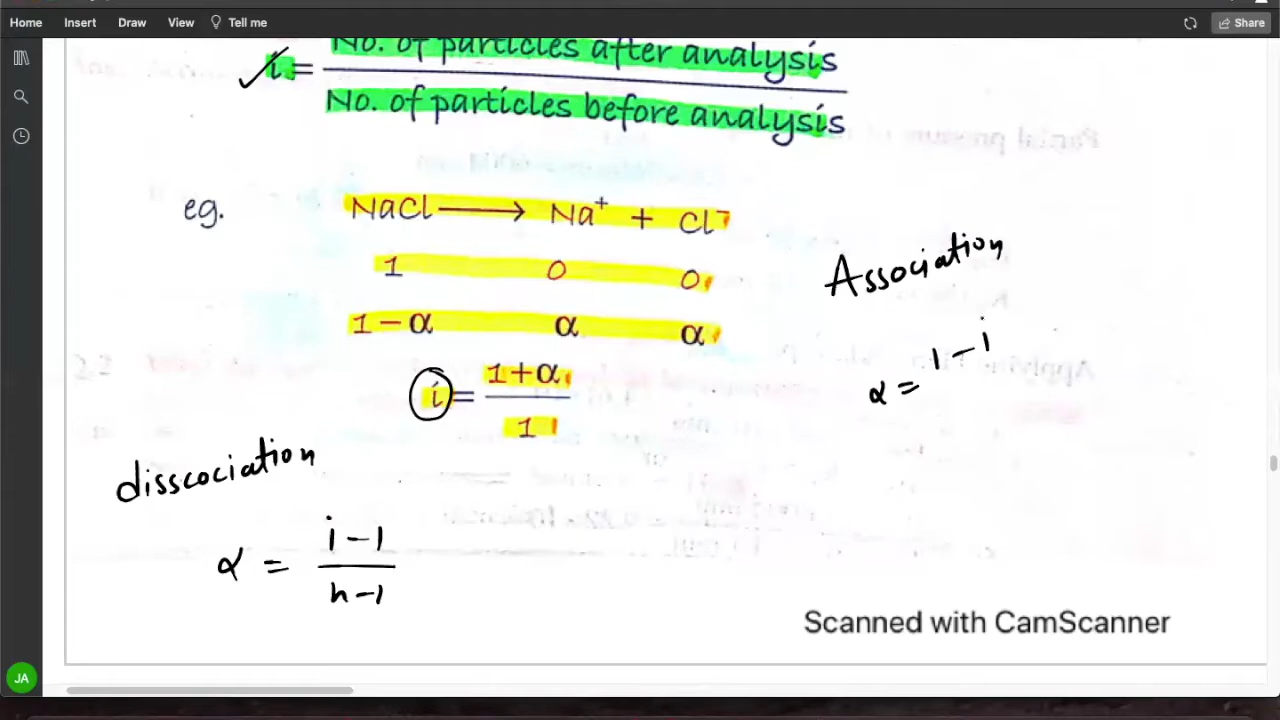 Home Insert Draw View Tell me Share
No. of particles after analysis
i =
No. of particles before analysis
eg. NaCl ⟶ Na⁺ + Cl⁻
1 0 0
1-α α α
i = 1+α
1
Association
α = 1-i
disscociation
α = i-1
n-1
Scanned with CamScanner
JA